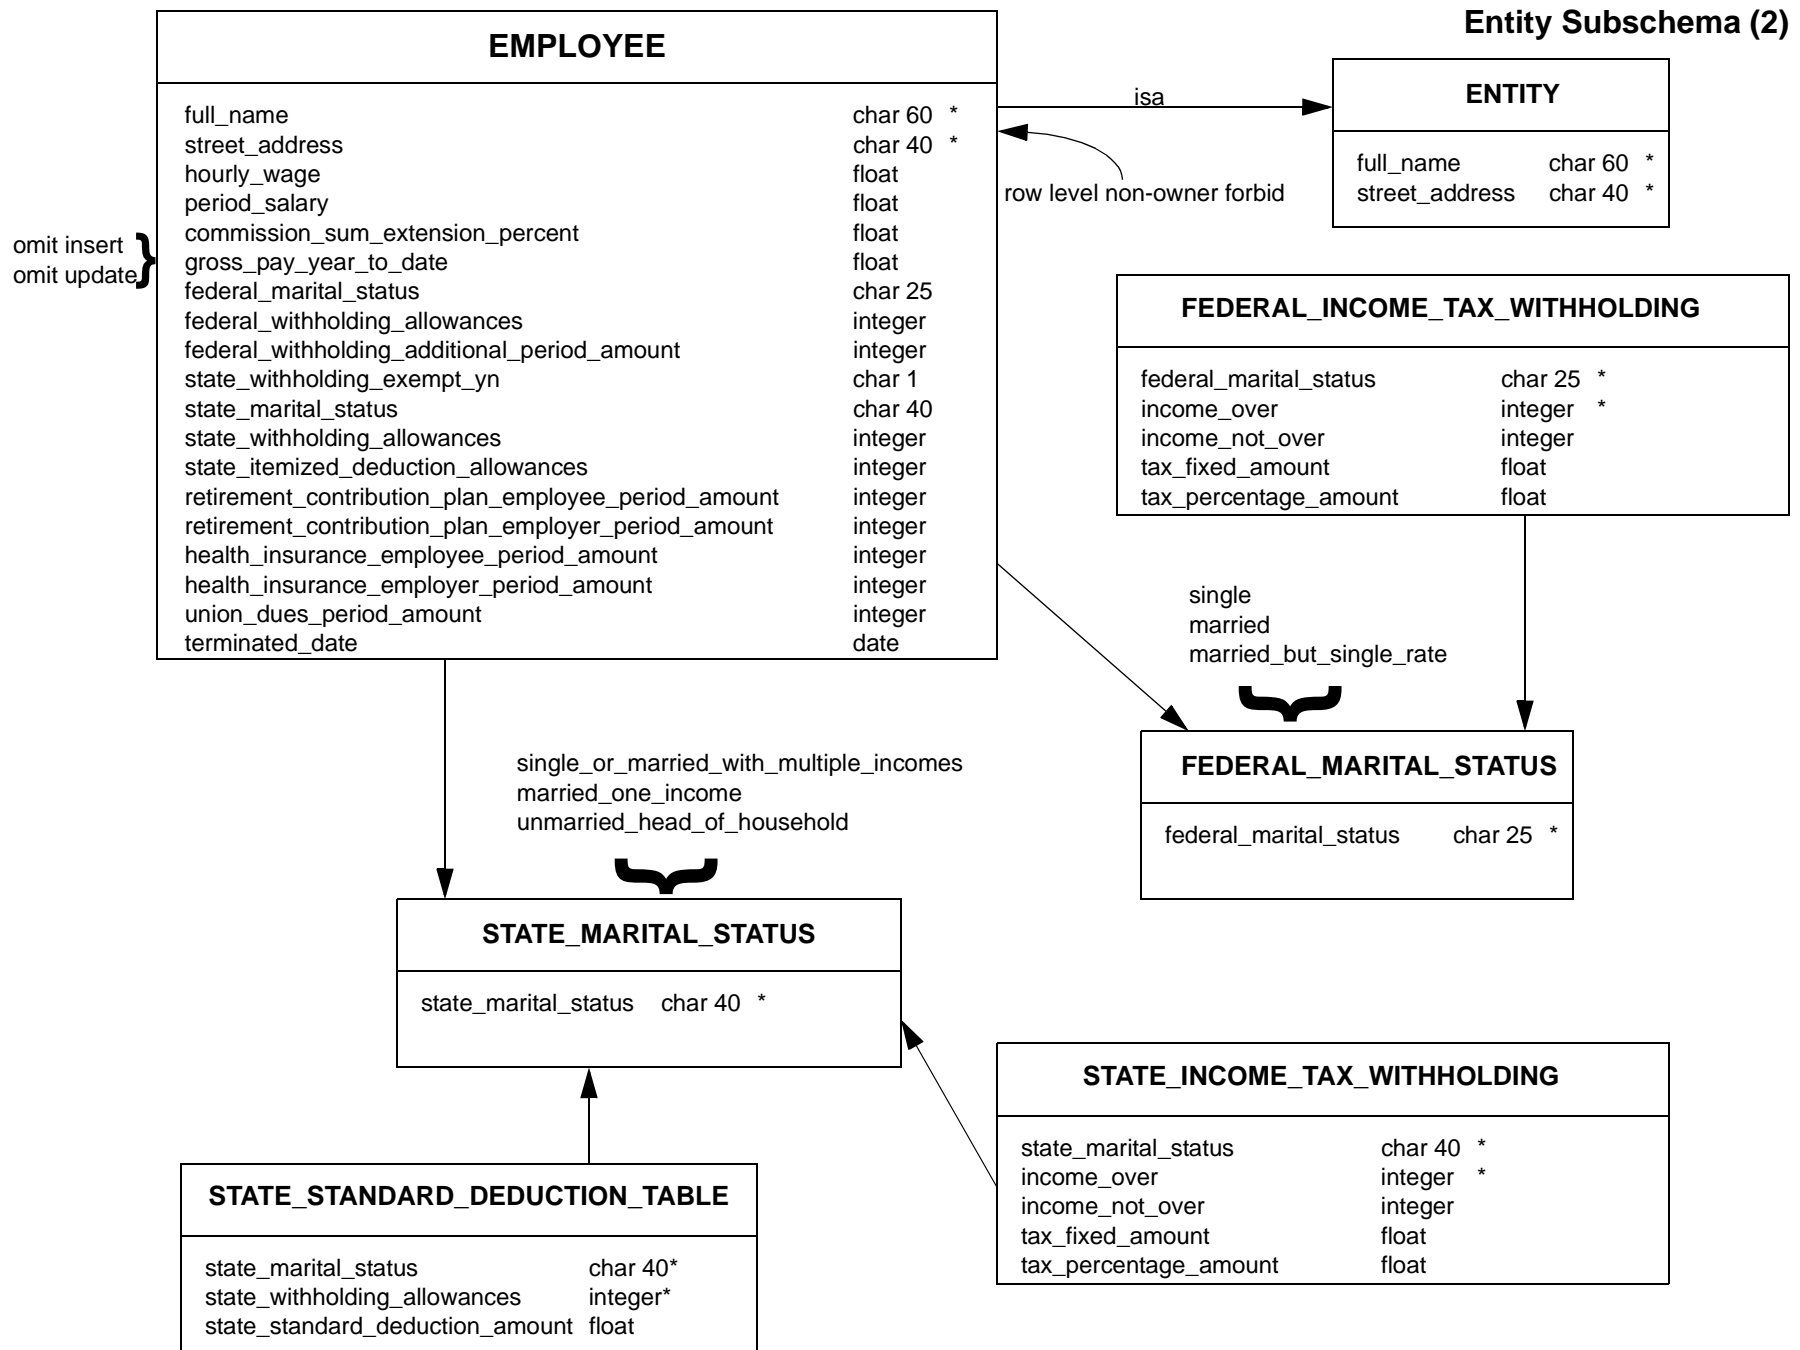 Entity Subschema (2)
EMPLOYEE
full_name char 60 *
street_address char 40 *
hourly_wage float
period_salary float
commission_sum_extension_percent float
gross_pay_year_to_date float
federal_marital_status char 25
federal_withholding_allowances integer
federal_withholding_additional_period_amount integer
state_withholding_exempt_yn char 1
state_marital_status char 40
state_withholding_allowances integer
state_itemized_deduction_allowances integer
retirement_contribution_plan_employee_period_amount integer
retirement_contribution_plan_employer_period_amount integer
health_insurance_employee_period_amount integer
health_insurance_employer_period_amount integer
union_dues_period_amount integer
terminated_date date
omit insert
omit update
isa
row level non-owner forbid
ENTITY
full_name char 60 *
street_address char 40 *
FEDERAL_INCOME_TAX_WITHHOLDING
federal_marital_status char 25 *
income_over integer *
income_not_over integer
tax_fixed_amount float
tax_percentage_amount float
single
married
married_but_single_rate
FEDERAL_MARITAL_STATUS
federal_marital_status char 25 *
single_or_married_with_multiple_incomes
married_one_income
unmarried_head_of_household
STATE_MARITAL_STATUS
state_marital_status char 40 *
STATE_INCOME_TAX_WITHHOLDING
state_marital_status char 40 *
income_over integer *
income_not_over integer
tax_fixed_amount float
tax_percentage_amount float
STATE_STANDARD_DEDUCTION_TABLE
state_marital_status char 40*
state_withholding_allowances integer*
state_standard_deduction_amount float